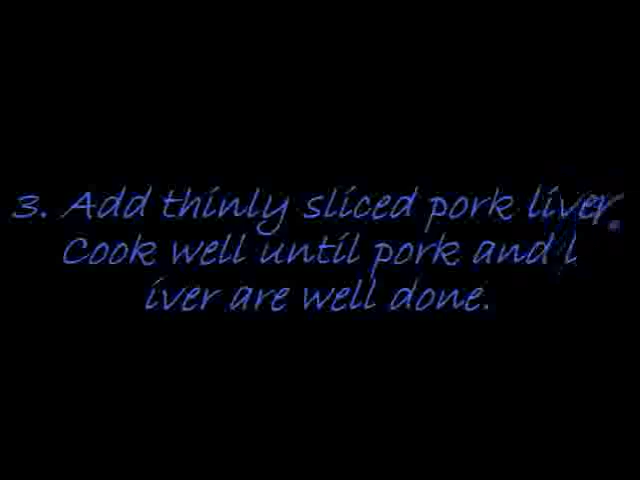 3. Add thinly sliced pork liver.
Cook well until pork and l
iver are well done.